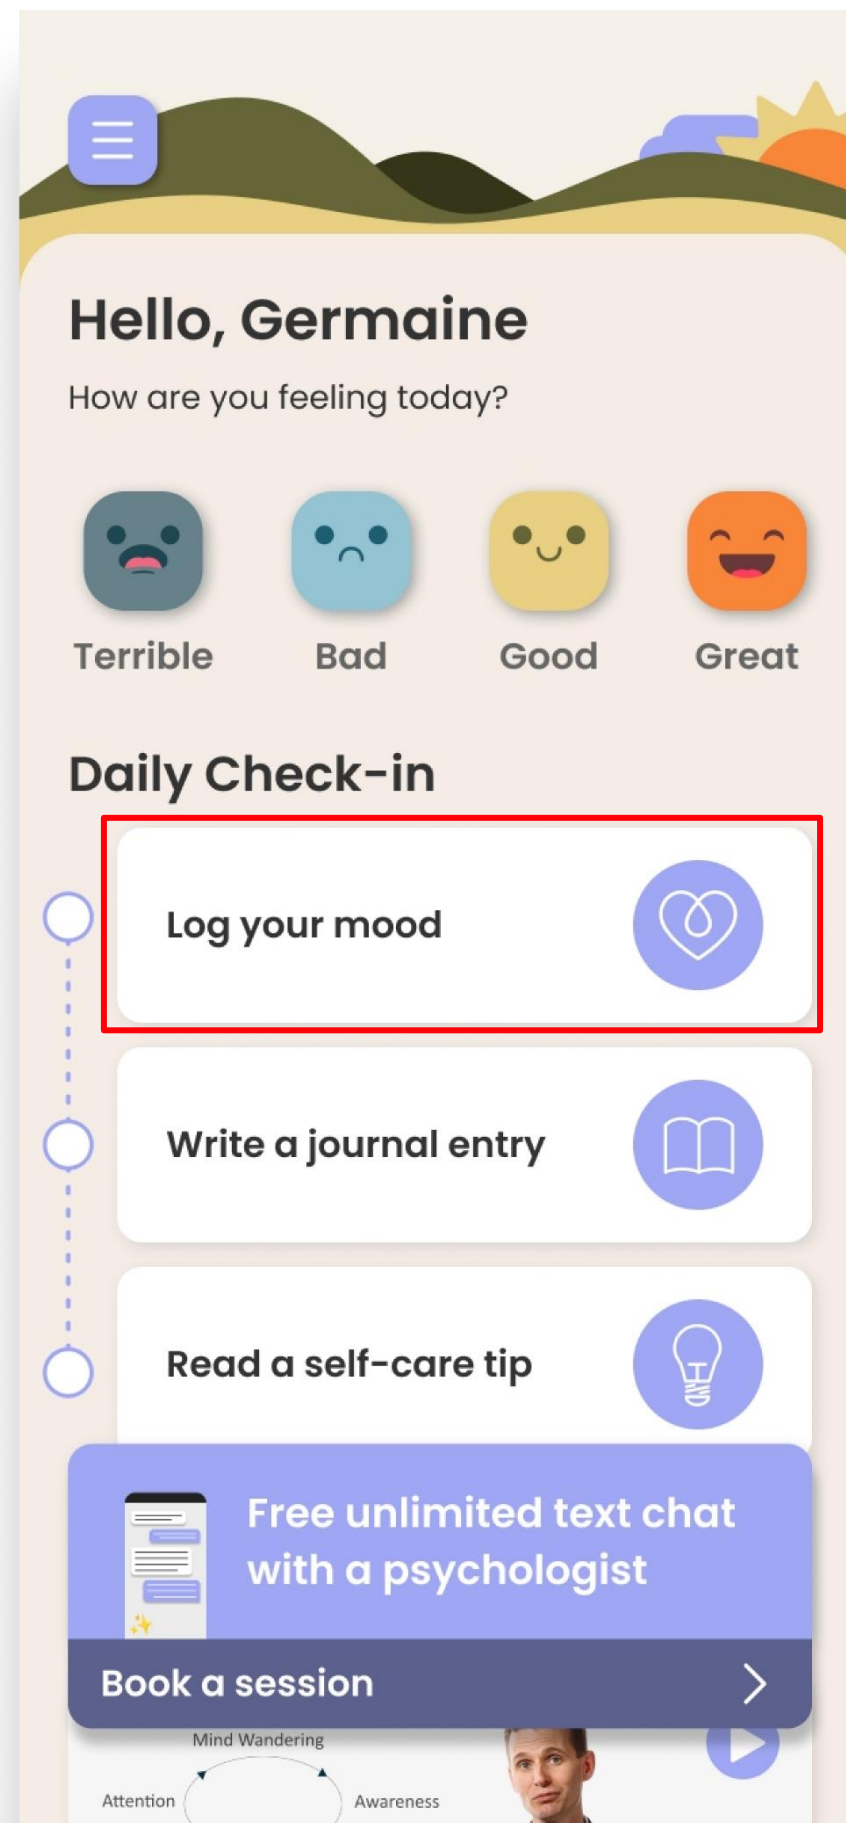 Hello, Germaine
How are you feeling today?
Terrible
Bad
Good
Great
Daily Check-in
Log your mood
Write a journal entry
Read a self-care tip
Free unlimited text chat
with a psychologist
Book a session
Mind Wandering
Attention
Awareness